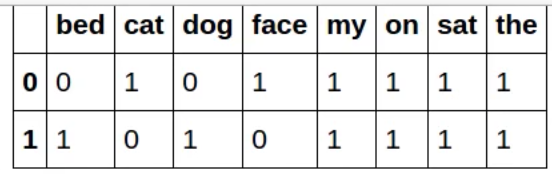 bed cat dog face my on sat the
0 0 1 0 1 1 1 1 1
1 1 0 1 0 1 1 1 1